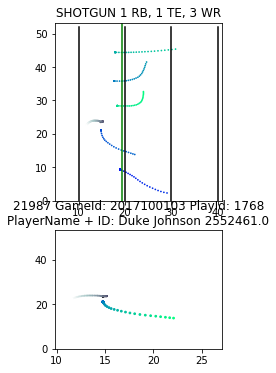 SHOTGUN 1 RB, 1 TE, 3 WR
50
40
30
20
10
0
10 20 30 40
21987 GameId: 2017100103 PlayId: 1768
PlayerName + ID: Duke Johnson 2552461.0
40
20
0
10 15 20 25